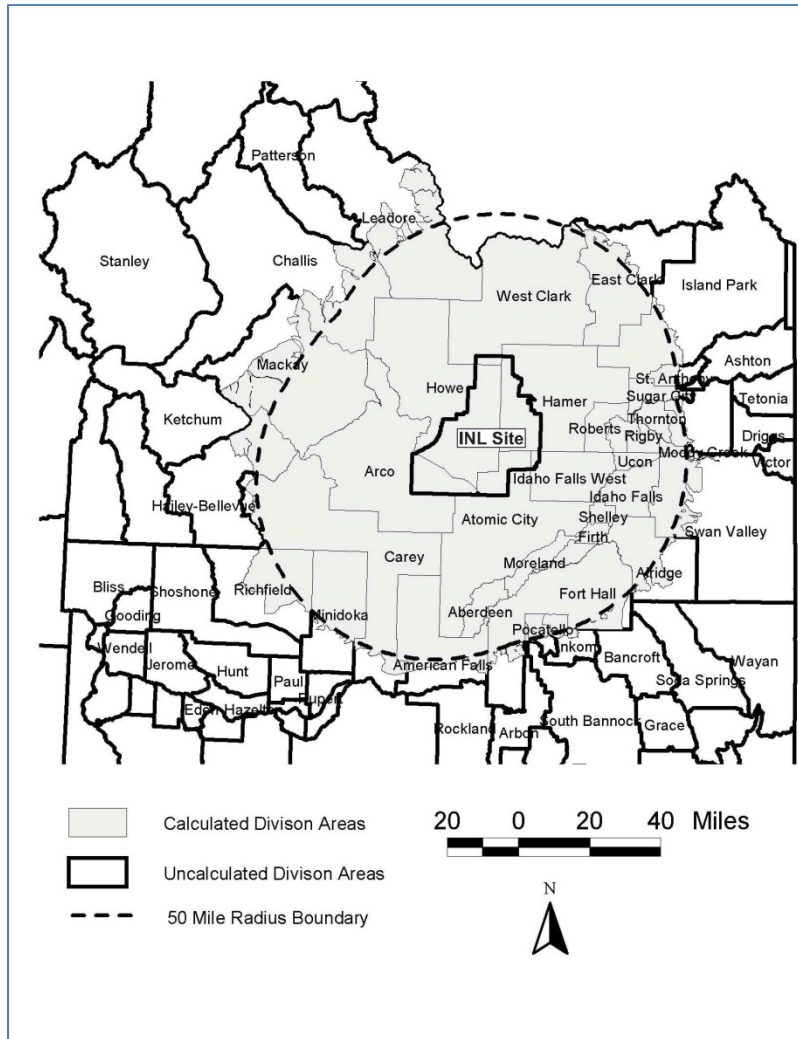 Patterson
Leadore
Stanley
Challis
East Clark
Island Park
West Clark
Mackay
Ashton
St. Anthony
Howe
Sugar City
Tetonia
Ketchum
Hamer
Thornton
Roberts
Rigby
Driggs
INL Site
Moody Creek
Victor
Arco
Ucon
Idaho Falls West
Idaho Falls
Hailey-Bellevue
Atomic City
Shelley
Swan Valley
Firth
Carey
Moreland
Alridge
Bliss
Shoshone
Richfield
Fort Hall
Gooding
Minidoka
Aberdeen
Pocatello
Wendell
Inkom
Jerome
Hunt
American Falls
Bancroft
Wayan
Paul
Soda Springs
Rupert
Eden-Hazelton
Rockland
Arbon
South Bannock
Grace
Calculated Divison Areas
20 0 20 40 Miles
Uncalculated Divison Areas
N
50 Mile Radius Boundary